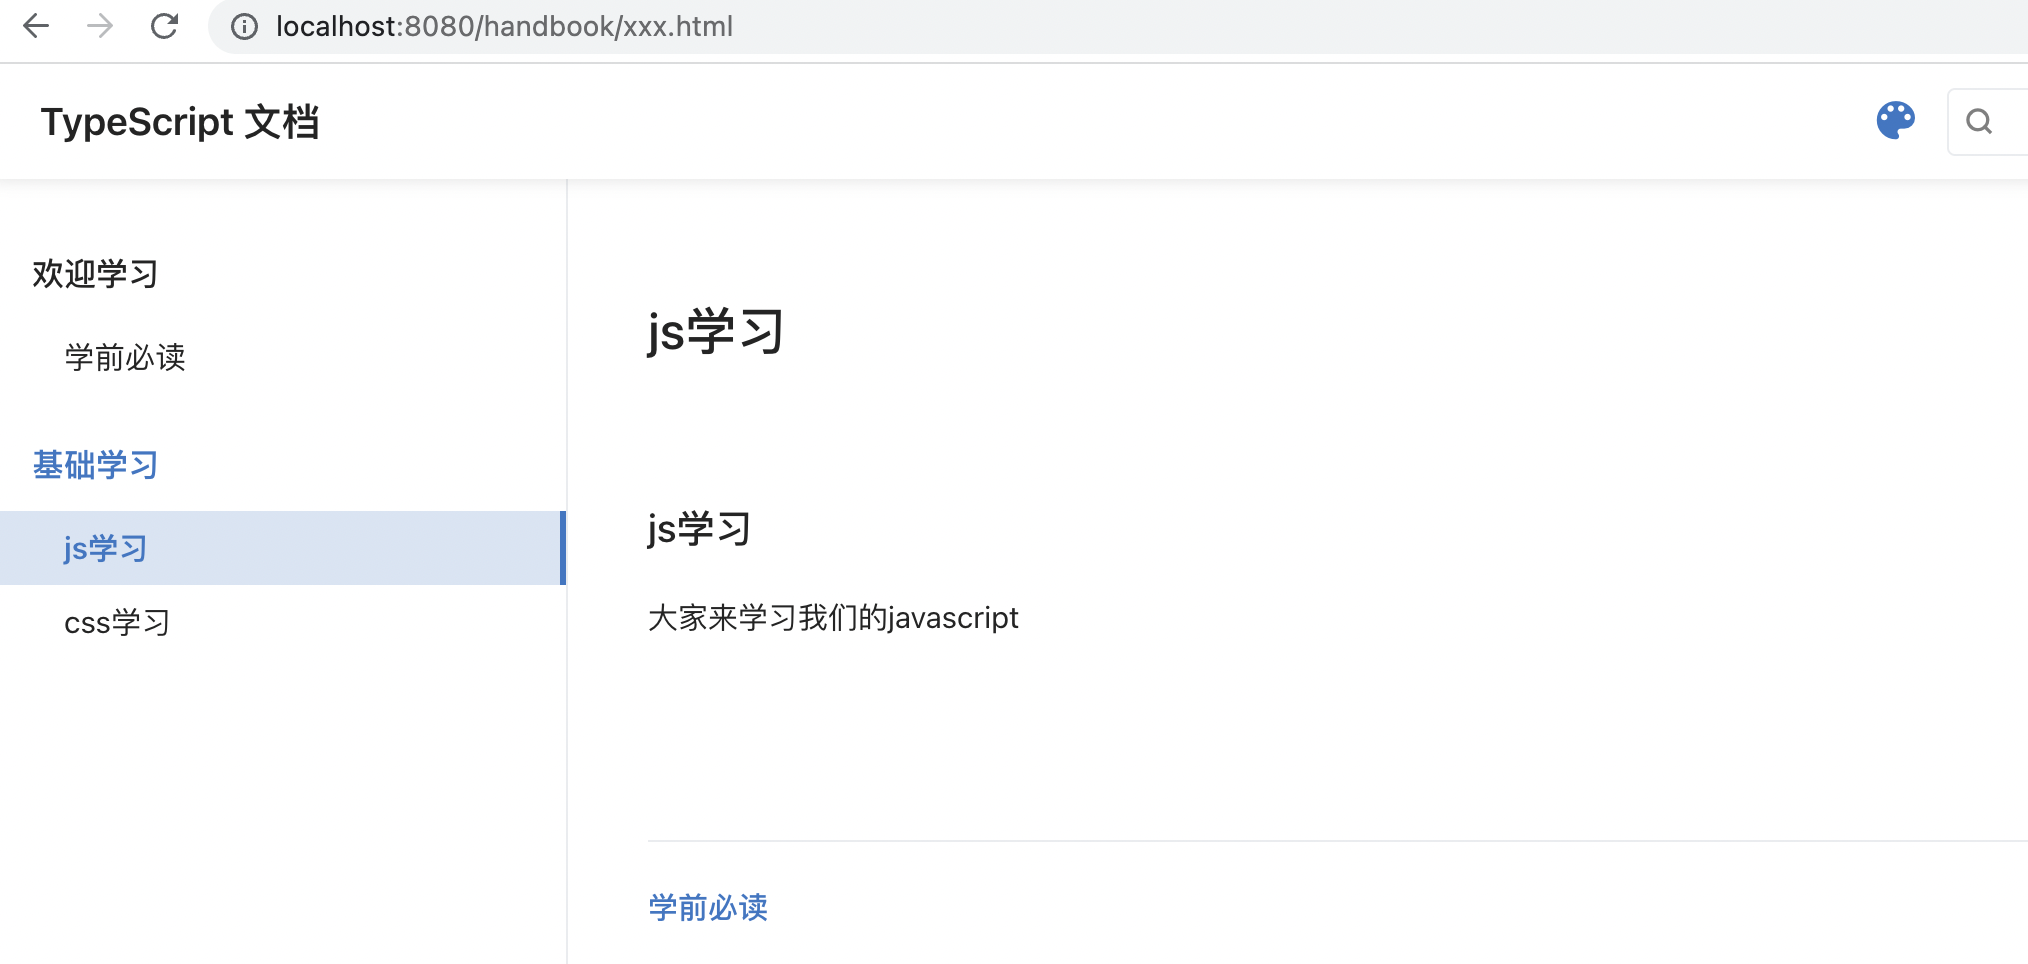 localhost:8080/handbook/xxx.html
TypeScript 文档
欢迎学习
学前必读
基础学习
js学习
css学习
js学习
js学习
大家来学习我们的javascript
学前必读